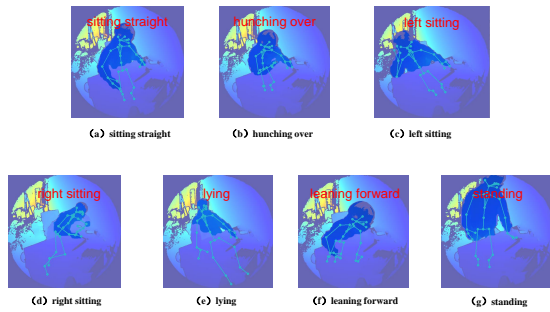 sitting straight
hunching over
left sitting
(a) sitting straight
(b) hunching over
(c) left sitting
right sitting
lying
leaning forward
standing
(d) right sitting
(e) lying
(f) leaning forward
(g) standing